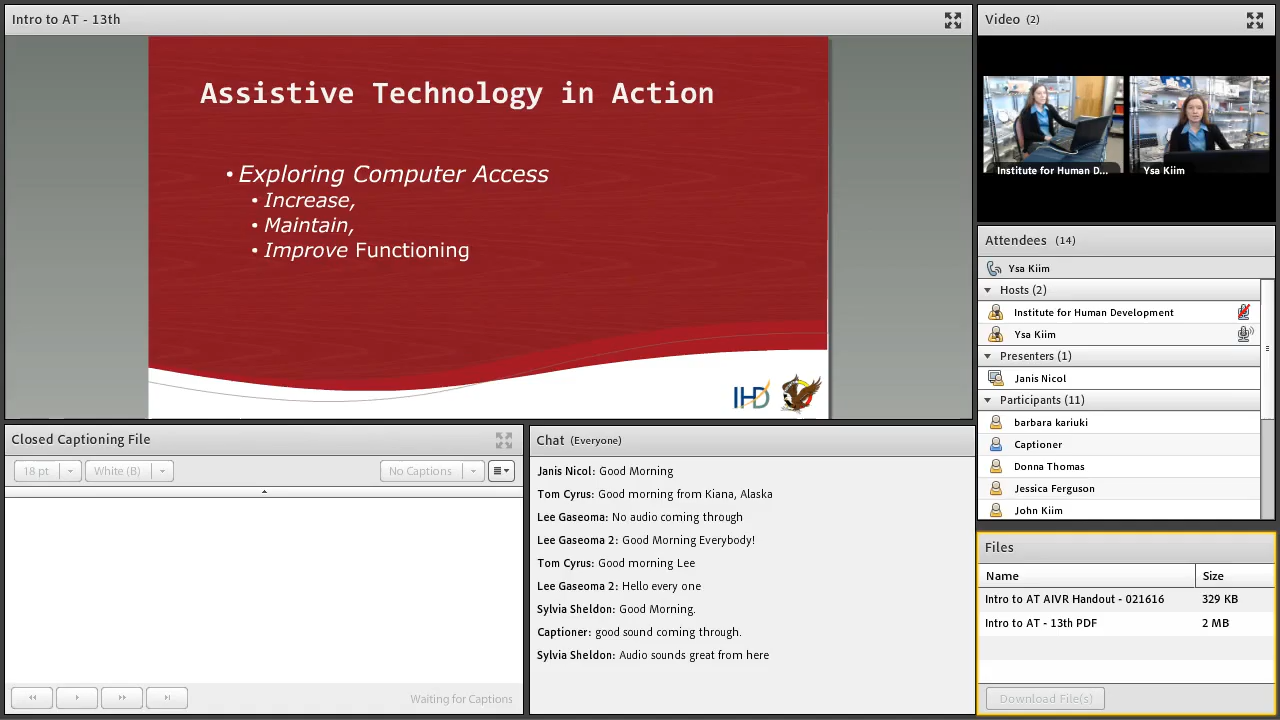 Intro to AT - 13th
Assistive Technology in Action
• Exploring Computer Access
• Increase,
• Maintain,
• Improve Functioning
IHD
Video (2)
Institute for Human D...
Ysa Kiim
Attendees (14)
Ysa Kiim
Hosts (2)
Institute for Human Development
Ysa Kiim
Presenters (1)
Janis Nicol
Participants (11)
barbara kariuki
Captioner
Donna Thomas
Jessica Ferguson
John Kiim
Closed Captioning File
18 pt
White (B)
No Captions
Waiting for Captions
Chat (Everyone)
Janis Nicol: Good Morning
Tom Cyrus: Good morning from Kiana, Alaska
Lee Gaseoma: No audio coming through
Lee Gaseoma 2: Good Morning Everybody!
Tom Cyrus: Good morning Lee
Lee Gaseoma 2: Hello every one
Sylvia Sheldon: Good Morning.
Captioner: good sound coming through.
Sylvia Sheldon: Audio sounds great from here
Files
Name Size
Intro to AT AIVR Handout - 021616 329 KB
Intro to AT - 13th PDF 2 MB
Download File(s)